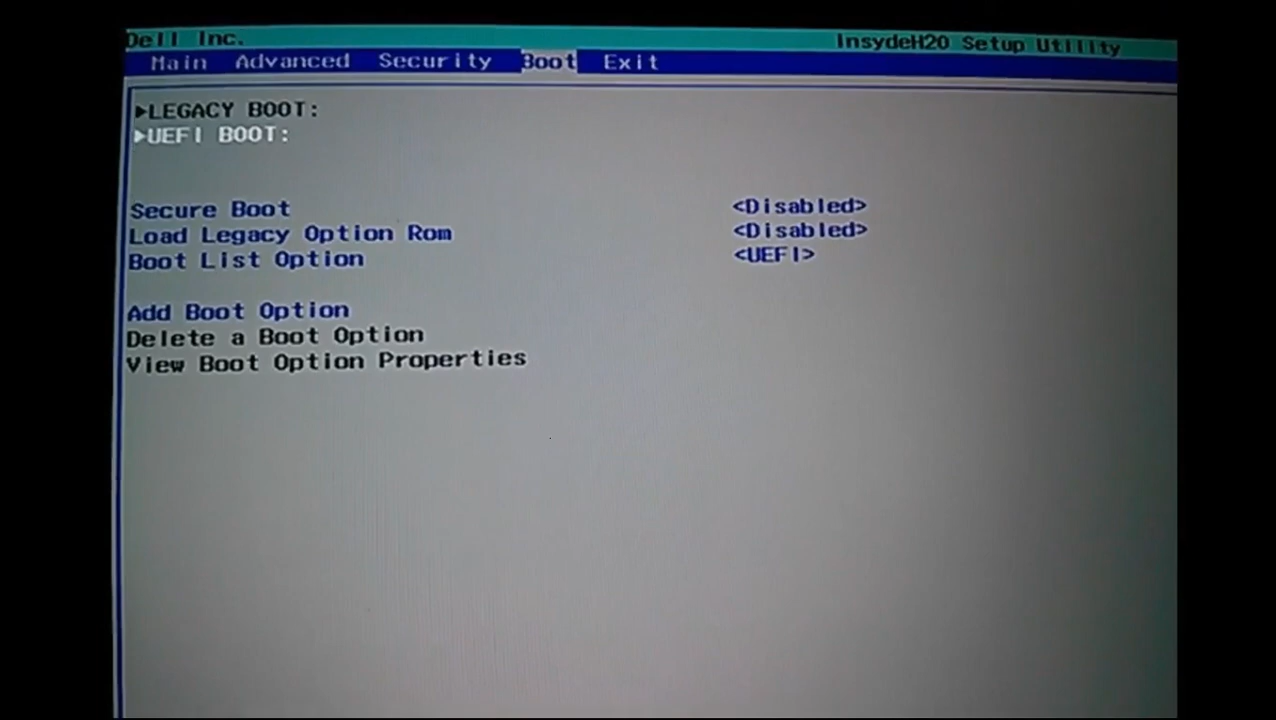 Dell Inc.
InsydeH20 Setup Utility
Main Advanced Security Boot Exit
►LEGACY BOOT:
►UEFI BOOT:
Secure Boot <Disabled>
Load Legacy Option Rom <Disabled>
Boot List Option <UEFI>
Add Boot Option
Delete a Boot Option
View Boot Option Properties